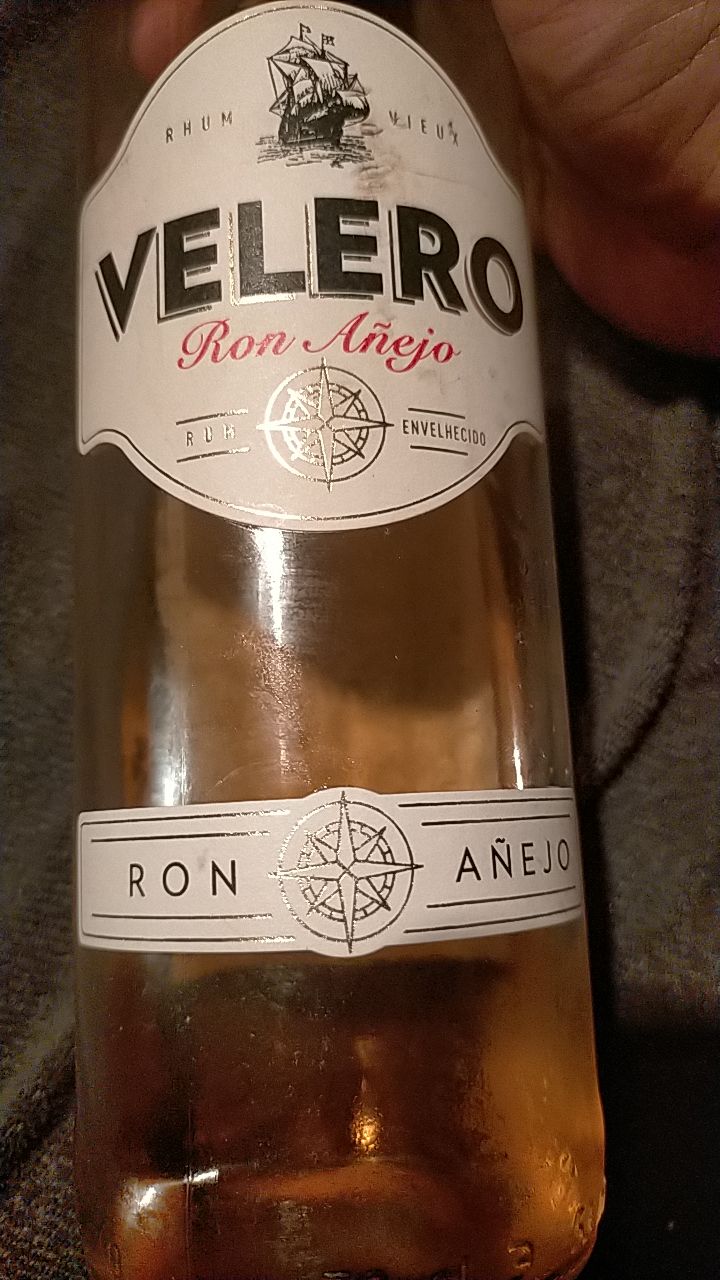 RHUM VIEUX
VELERO
Ron Añejo
RUM ENVELHECIDO
RON AÑEJO